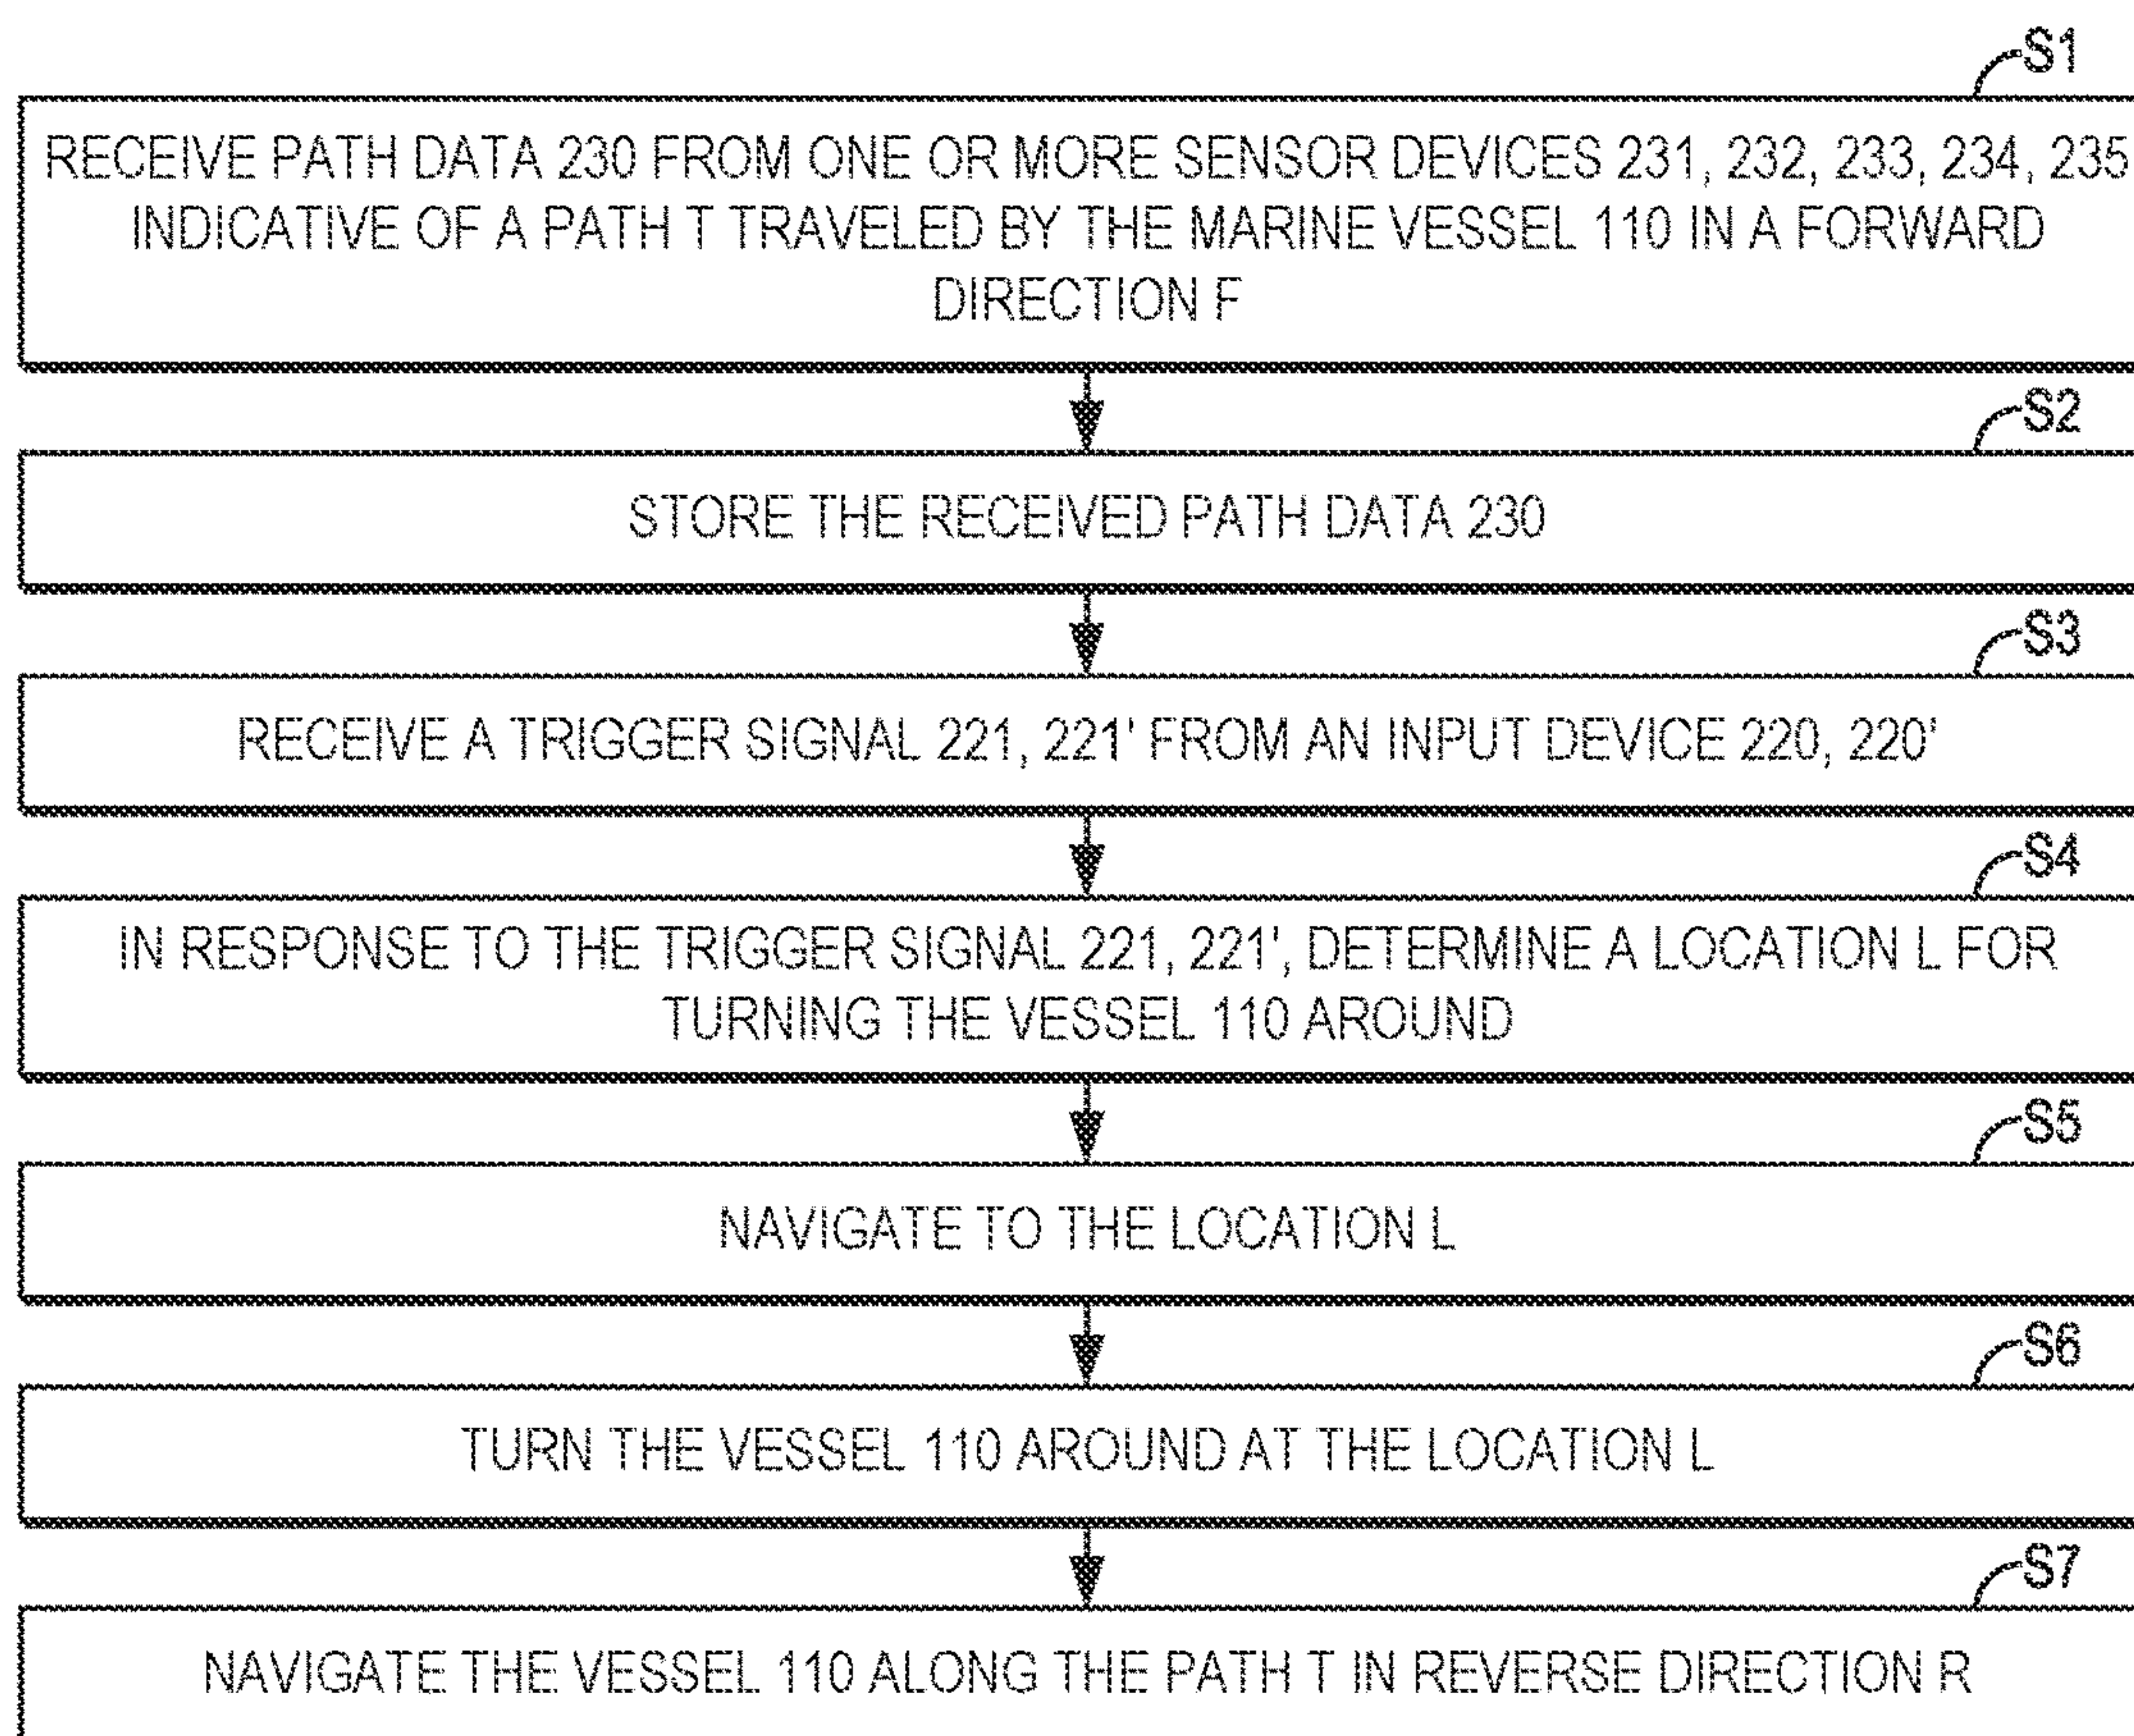 S1
RECEIVE PATH DATA 230 FROM ONE OR MORE SENSOR DEVICES 231, 232, 233, 234, 235
INDICATIVE OF A PATH T TRAVELED BY THE MARINE VESSEL 110 IN A FORWARD
DIRECTION F
S2
STORE THE RECEIVED PATH DATA 230
S3
RECEIVE A TRIGGER SIGNAL 221, 221' FROM AN INPUT DEVICE 220, 220'
S4
IN RESPONSE TO THE TRIGGER SIGNAL 221, 221', DETERMINE A LOCATION L FOR
TURNING THE VESSEL 110 AROUND
S5
NAVIGATE TO THE LOCATION L
S6
TURN THE VESSEL 110 AROUND AT THE LOCATION L
S7
NAVIGATE THE VESSEL 110 ALONG THE PATH T IN REVERSE DIRECTION R